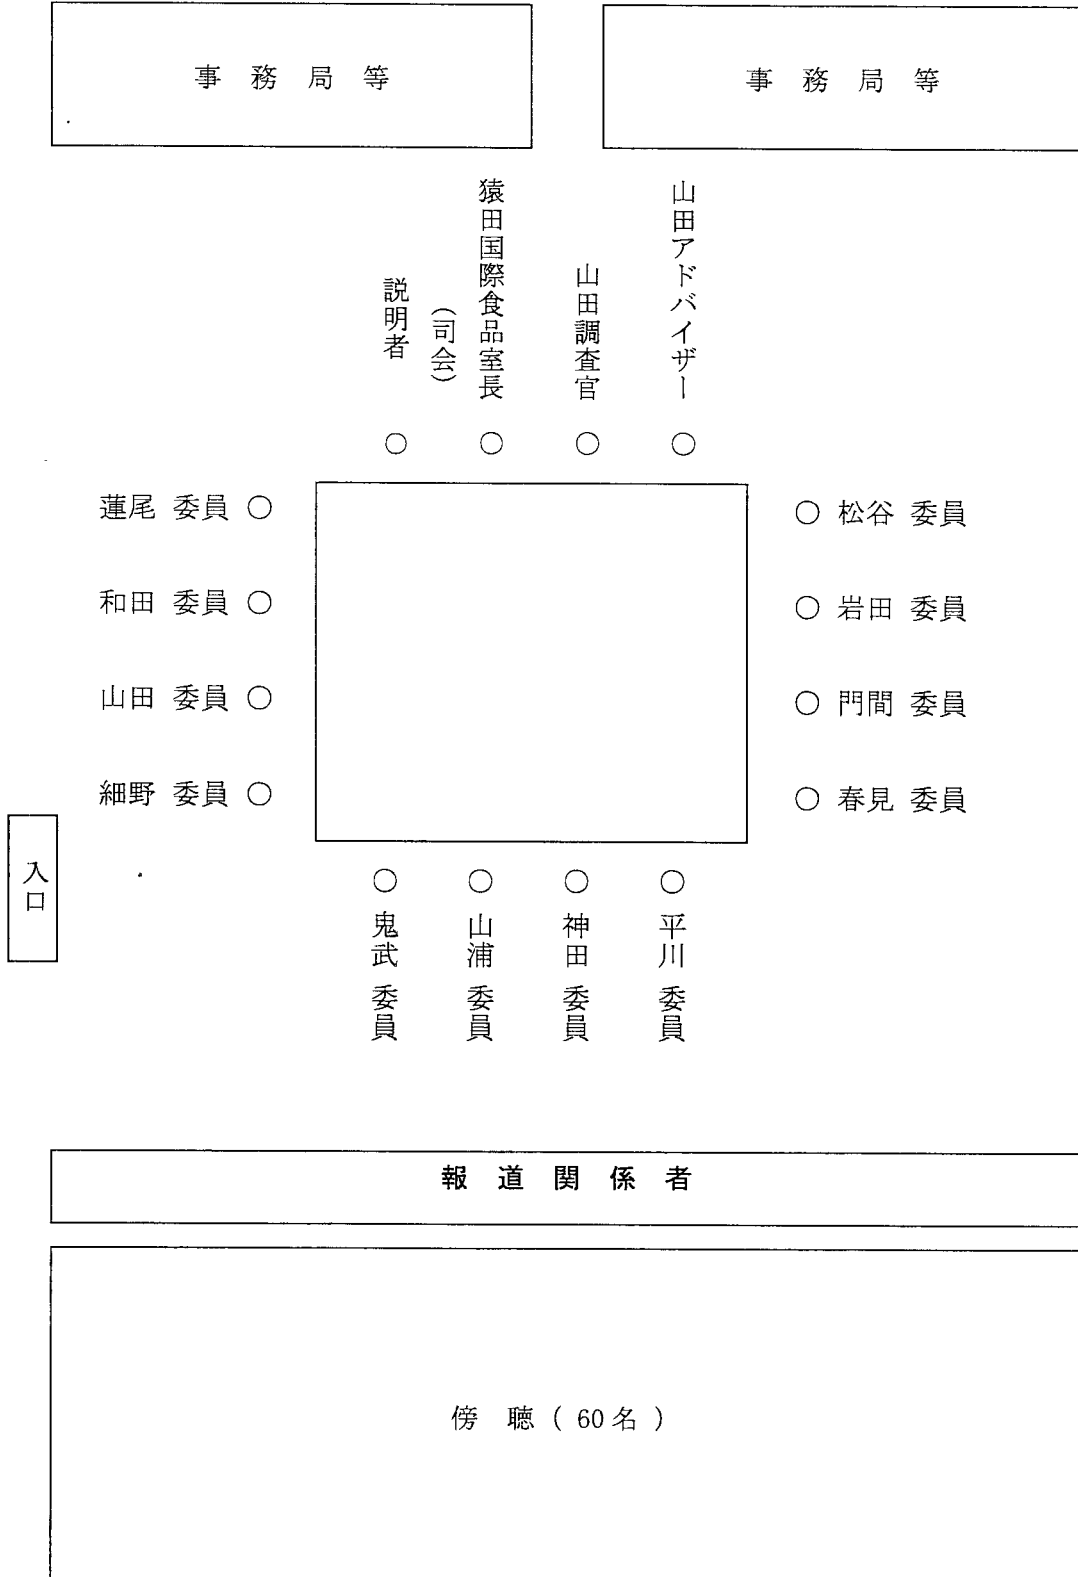 事務局等
事務局等
山田アドバイザー
山田調査官
猿田国際食品室長
(司会)
説明者
○ ○ ○ ○
蓮尾 委員 ○
和田 委員 ○
山田 委員 ○
細野 委員 ○
○ 松谷 委員
○ 岩田 委員
○ 門間 委員
○ 春見 委員
入口
○ 鬼武 委員
○ 山浦 委員
○ 神田 委員
○ 平川 委員
報道関係者
傍聴(60名)